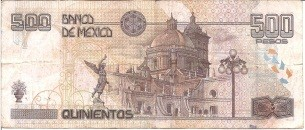 500
BANCO
DE MEXICO
500
PESOS
QUINIENTOS